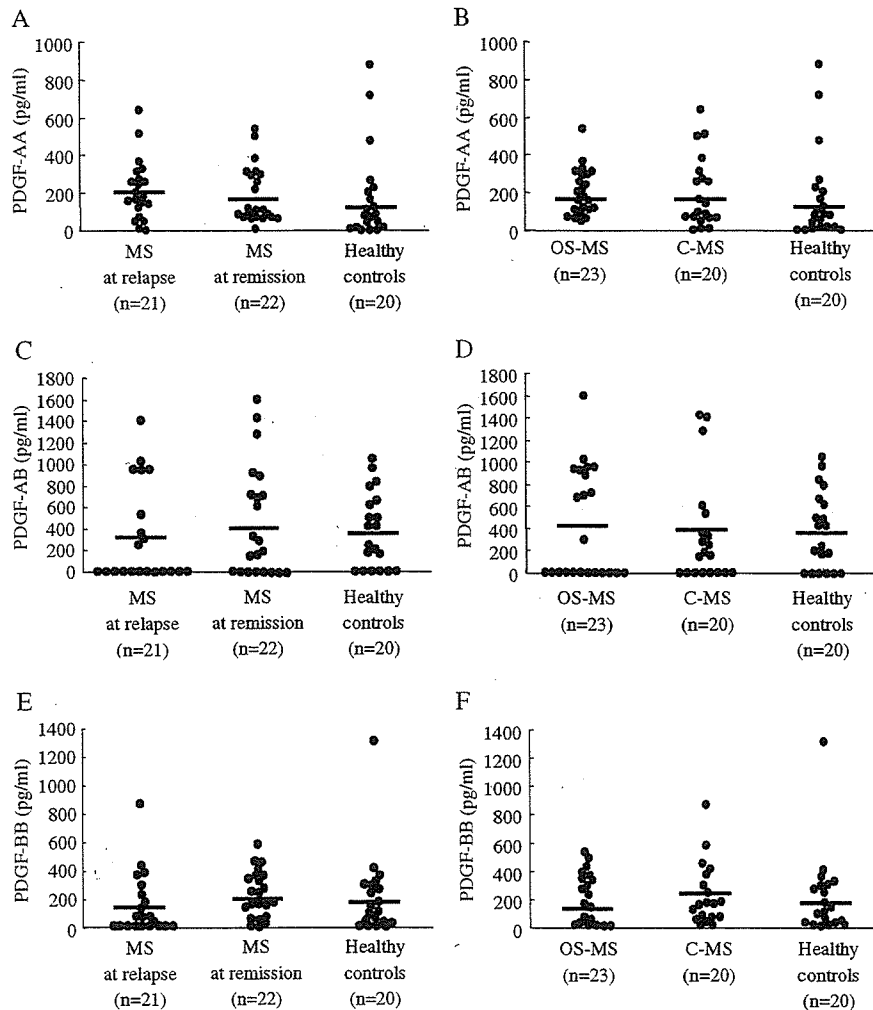 A
PDGF-AA (pg/ml)
1000
800
600
400
200
0
MS MS Healthy
at relapse at remission controls
(n=21) (n=22) (n=20)
B
PDGF-AA (pg/ml)
1000
800
600
400
200
0
OS-MS C-MS Healthy
(n=23) (n=20) controls
(n=20)
C
PDGF-AB (pg/ml)
1800
1600
1400
1200
1000
800
600
400
200
0
MS MS Healthy
at relapse at remission controls
(n=21) (n=22) (n=20)
D
PDGF-AB (pg/ml)
1800
1600
1400
1200
1000
800
600
400
200
0
OS-MS C-MS Healthy
(n=23) (n=20) controls
(n=20)
E
PDGF-BB (pg/ml)
1400
1200
1000
800
600
400
200
0
MS MS Healthy
at relapse at remission controls
(n=21) (n=22) (n=20)
F
PDGF-BB (pg/ml)
1400
1200
1000
800
600
400
200
0
OS-MS C-MS Healthy
(n=23) (n=20) controls
(n=20)